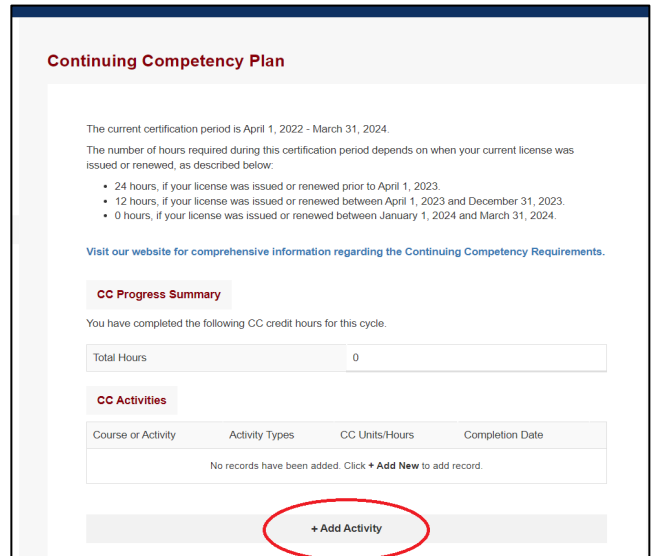 Continuing Competency Plan
The current certification period is April 1, 2022 - March 31, 2024.
The number of hours required during this certification period depends on when your current license was
issued or renewed, as described below:
• 24 hours, if your license was issued or renewed prior to April 1, 2023.
• 12 hours, if your license was issued or renewed between April 1, 2023 and December 31, 2023.
• 0 hours, if your license was issued or renewed between January 1, 2024 and March 31, 2024.
Visit our website for comprehensive information regarding the Continuing Competency Requirements.
CC Progress Summary
You have completed the following CC credit hours for this cycle.
Total Hours 0
CC Activities
Course or Activity Activity Types CC Units/Hours Completion Date
No records have been added. Click + Add New to add record.
+ Add Activity